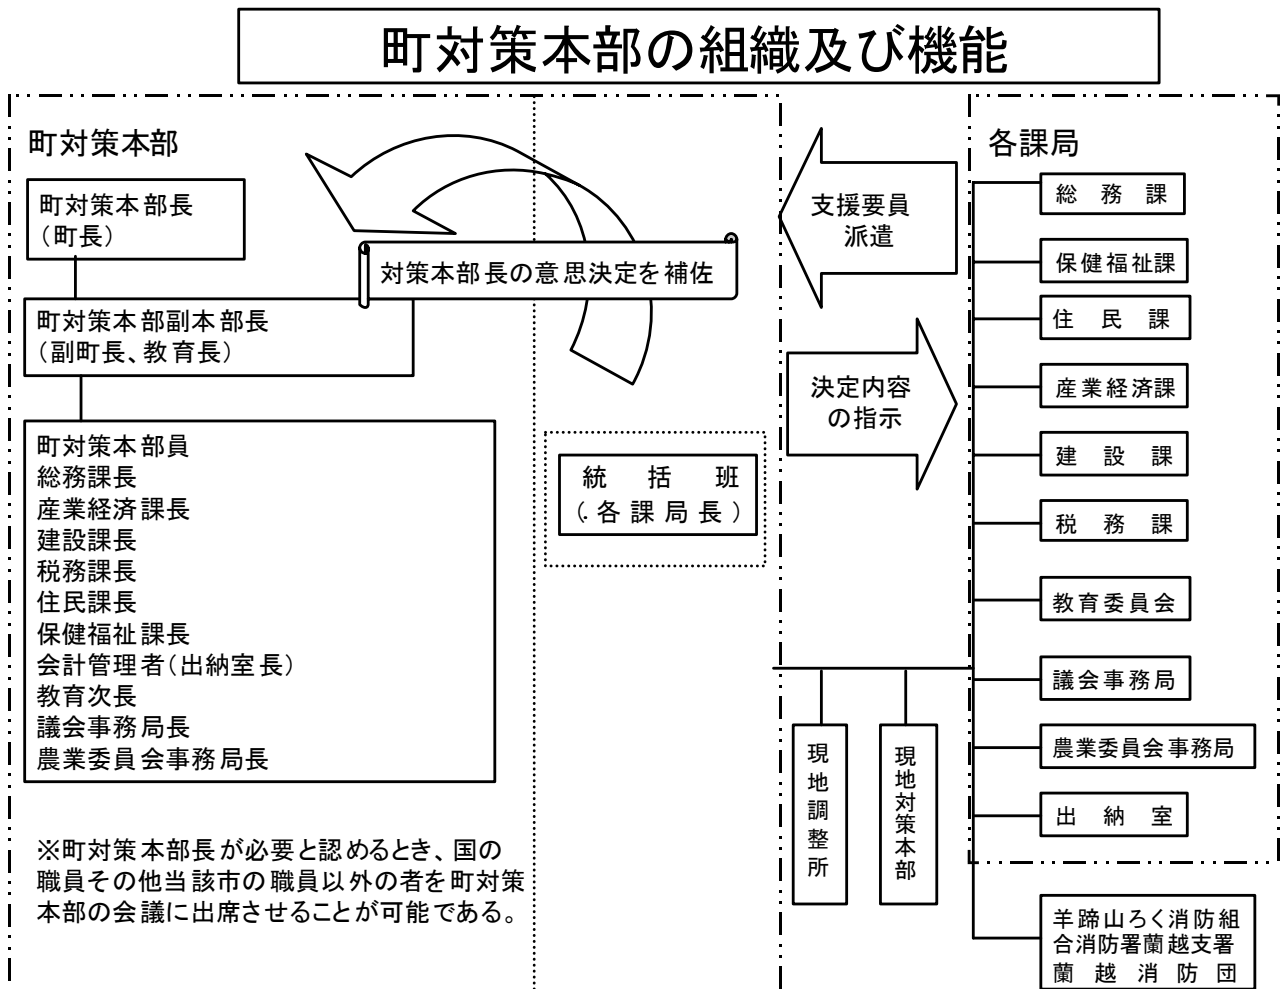 町対策本部の組織及び機能
町対策本部
町対策本部長
（町長）
対策本部長の意思決定を補佐
町対策本部副本部長
（副町長、教育長）
町対策本部員
総務課長
産業経済課長
建設課長
税務課長
住民課長
保健福祉課長
会計管理者（出納室長）
教育次長
議会事務局長
農業委員会事務局長
※町対策本部長が必要と認めるとき、国の
職員その他当該市の職員以外の者を町対策
本部の会議に出席させることが可能である。
統括班
（.各課局長）
支援要員
派遣
決定内容
の指示
現地調整所
現地対策本部
各課局
総務課
保健福祉課
住民課
産業経済課
建設課
税務課
教育委員会
議会事務局
農業委員会事務局
出納室
羊蹄山ろく消防組
合消防署蘭越支署
蘭越消防団